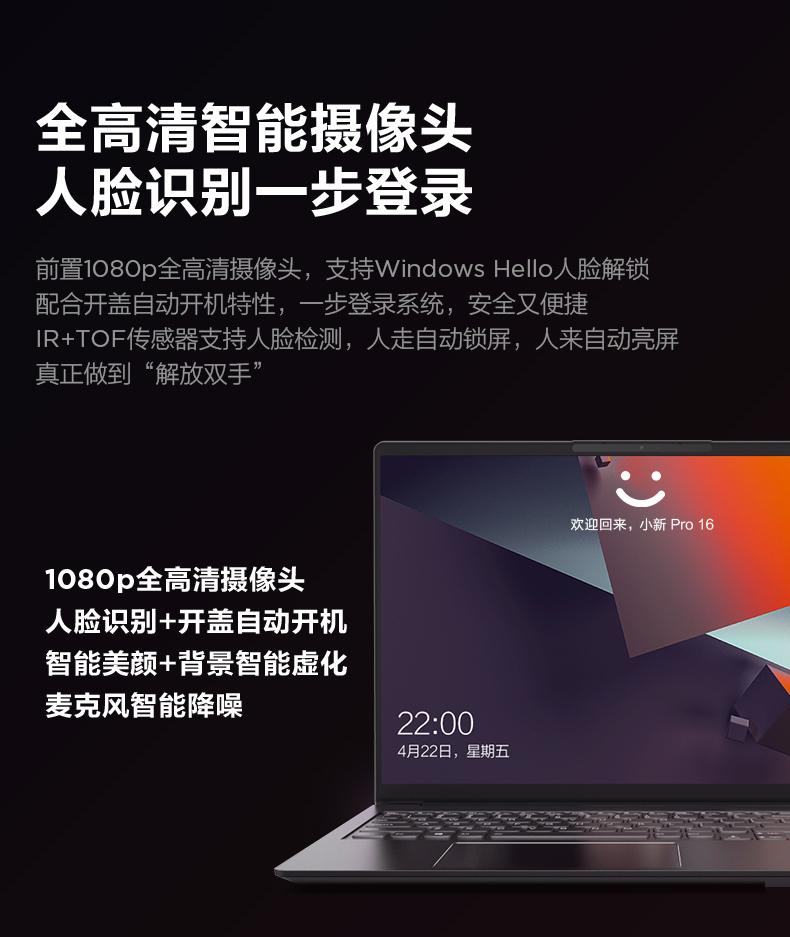 全高清智能摄像头
人脸识别一步登录
前置1080p全高清摄像头，支持Windows Hello人脸解锁
配合开盖自动开机特性，一步登录系统，安全又便捷
IR+TOF传感器支持人脸检测，人走自动锁屏，人来自动亮屏
真正做到“解放双手”
欢迎回来，小新 Pro 16
1080p全高清摄像头
人脸识别+开盖自动开机
智能美颜+背景智能虚化
麦克风智能降噪
22:00
4月22日，星期五